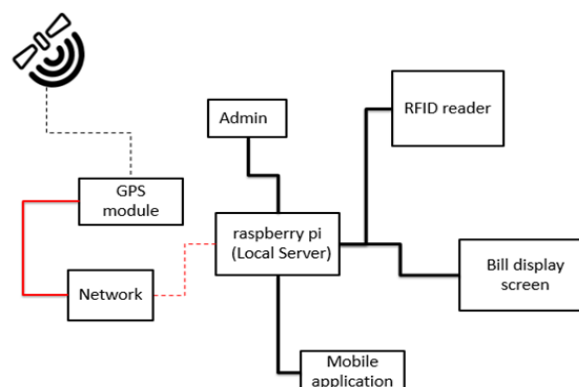 Admin
RFID reader
GPS
module
raspberry pi
(Local Server)
Network
Bill display
screen
Mobile
application